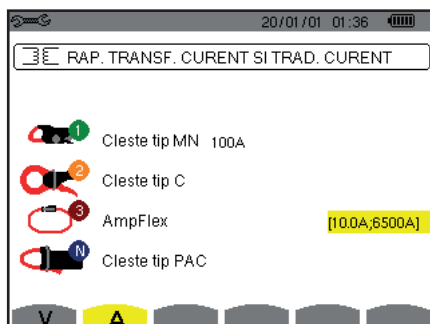 20/01/01 01:36
RAP. TRANSF. CURENT SI TRAD. CURENT
1 Cleste tip MN 100A
2 Cleste tip C
3 AmpFlex [10.0A;6500A]
N Cleste tip PAC
V A